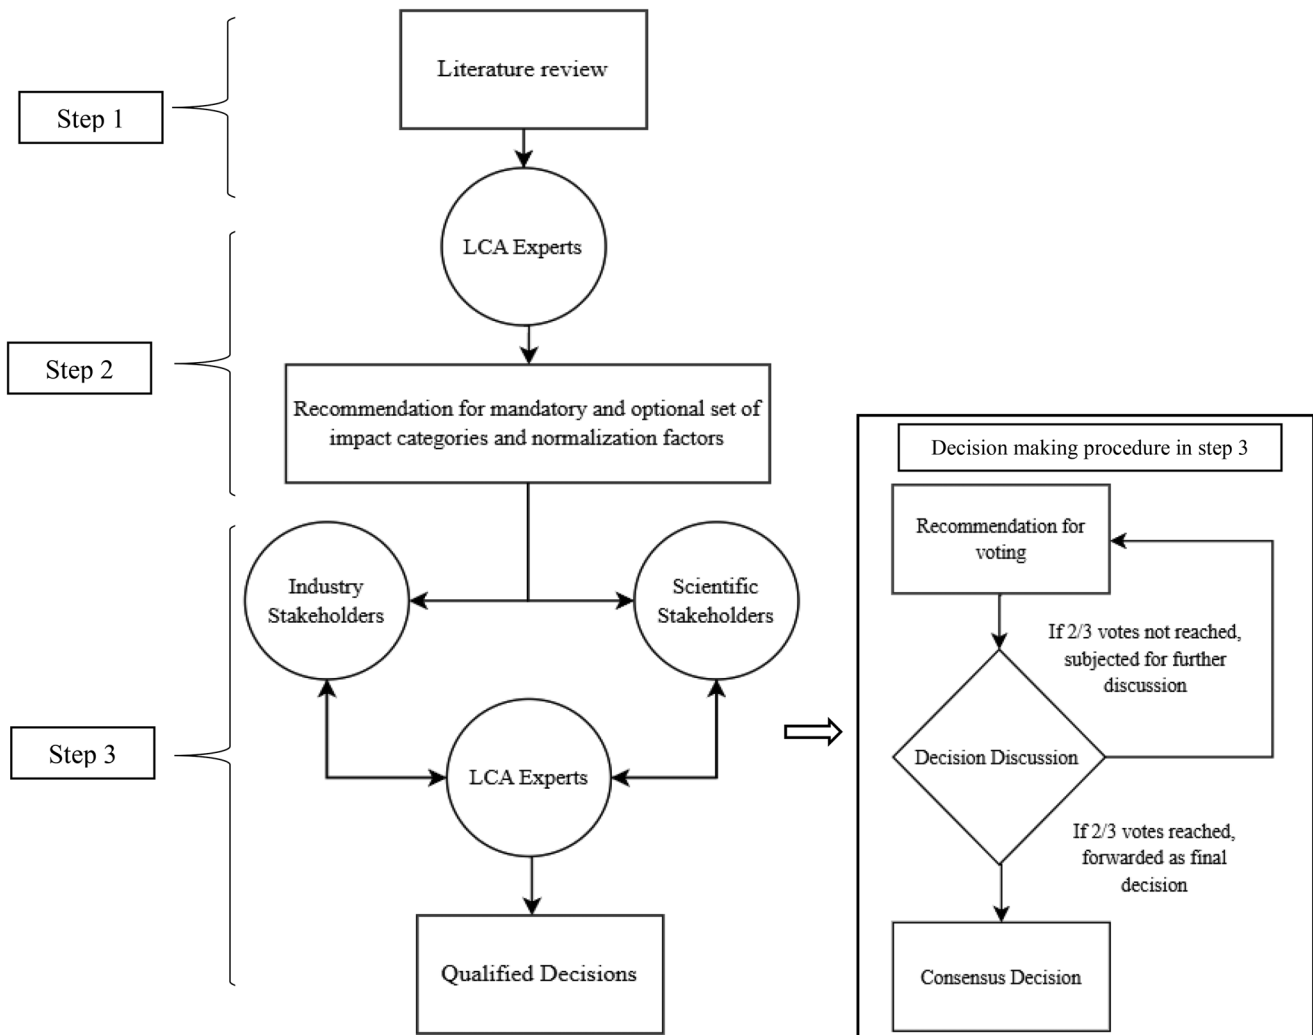 Step 1
Literature review
LCA Experts
Step 2
Recommendation for mandatory and optional set of
impact categories and normalization factors
Step 3
Industry
Stakeholders
Scientific
Stakeholders
LCA Experts
Qualified Decisions
Decision making procedure in step 3
Recommendation for
voting
If 2/3 votes not reached,
subjected for further
discussion
Decision Discussion
If 2/3 votes reached,
forwarded as final
decision
Consensus Decision